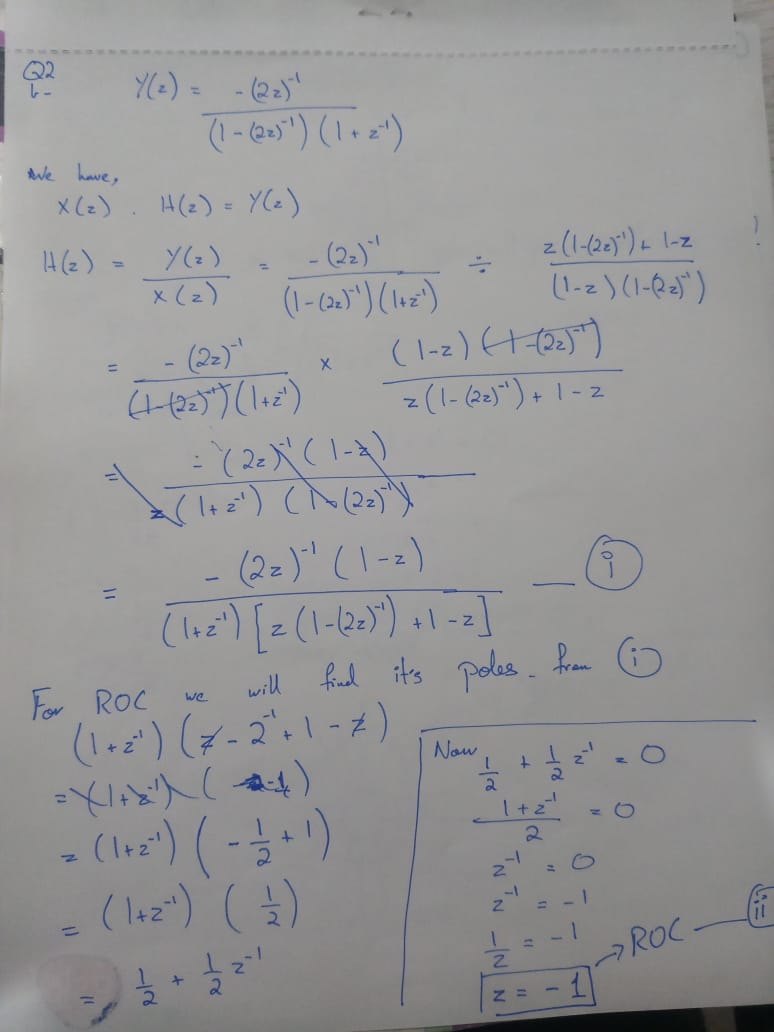 Q2
b-
Y(z) = -(2z)⁻¹ / (1-(2z)⁻¹)(1+z⁻¹)
we have,
X(z) . H(z) = Y(z)
H(z) = Y(z) / X(z) = -(2z)⁻¹ / (1-(2z)⁻¹)(1+z⁻¹) ÷ z(1-(2z)⁻¹)+1-z / (1-z)(1-(2z)⁻¹)
= -(2z)⁻¹ / (1-(2z)⁻¹)(1+z⁻¹) × (1-z)(1-(2z)⁻¹) / z(1-(2z)⁻¹)+1-z
= -(2z)⁻¹(1-z) / z(1+z⁻¹)(1-(2z)⁻¹)
= -(2z)⁻¹(1-z) / (1+z⁻¹)[z(1-(2z)⁻¹)+1-z] — (i)
For ROC we will find it's poles. from (i)
(1+z⁻¹)(z-2⁻¹+1-z)
= (1+z⁻¹)(
= (1+z⁻¹)(-1/2+1)
= (1+z⁻¹)(1/2)
= 1/2 + 1/2 z⁻¹
Now
1/2 + 1/2 z⁻¹ = 0
1+z⁻¹ / 2 = 0
z⁻¹ = 0
z⁻¹ = -1
1/z = -1
z = -1 → ROC — (ii)